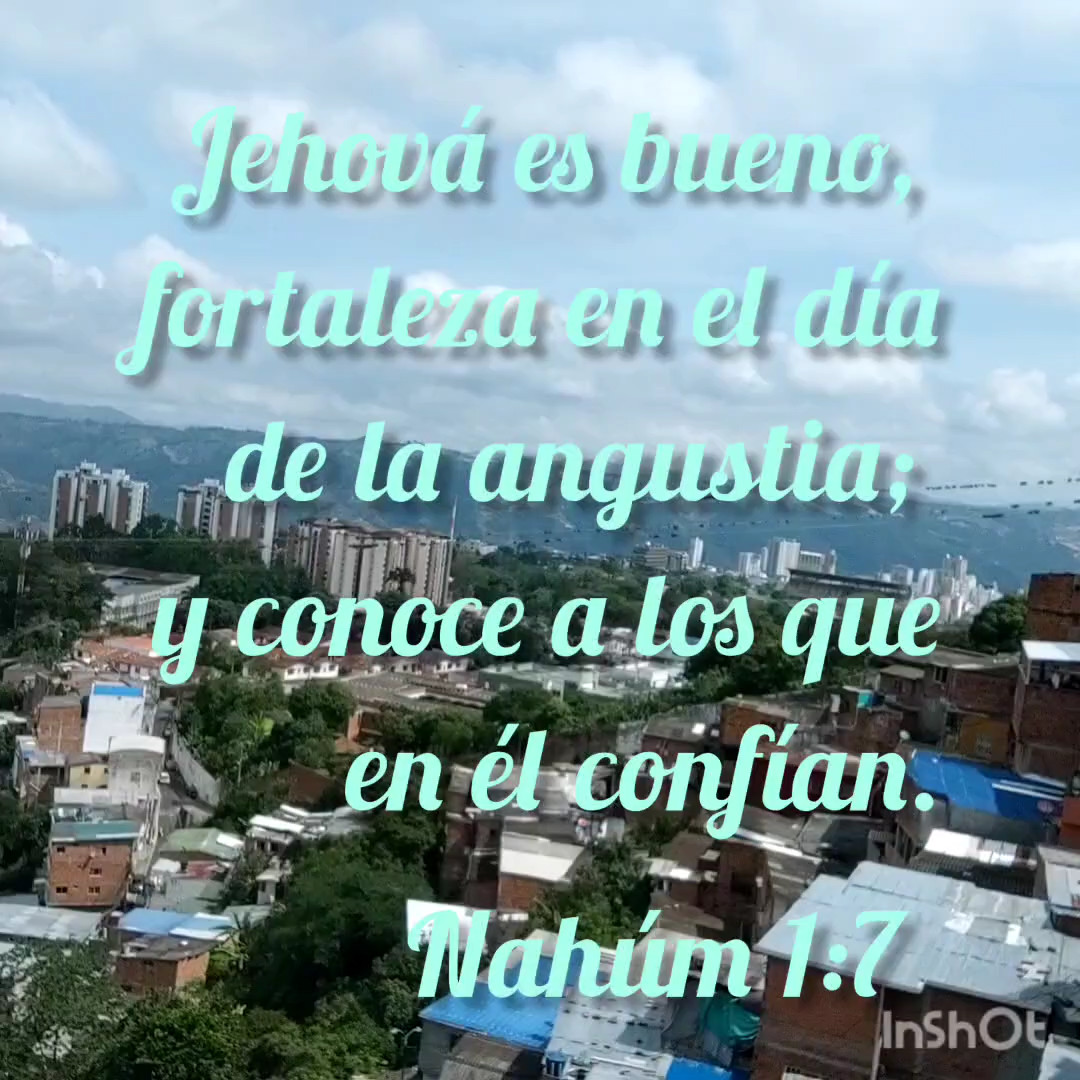 Jehová es bueno,
fortaleza en el día
de la angustia;
y conoce a los que
en él confían.
Nahúm 1:7
InShOt